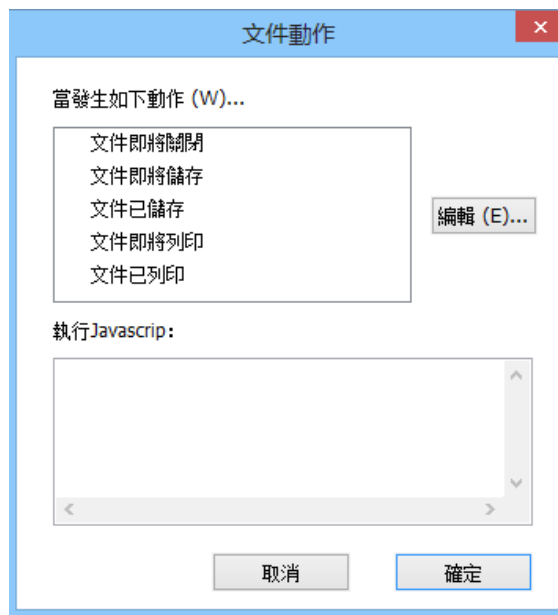 文件動作
當發生如下動作 (W)...
文件即將關閉
文件即將儲存
文件已儲存
文件即將列印
文件已列印
編輯 (E)...
執行Javascrip：
取消
確定